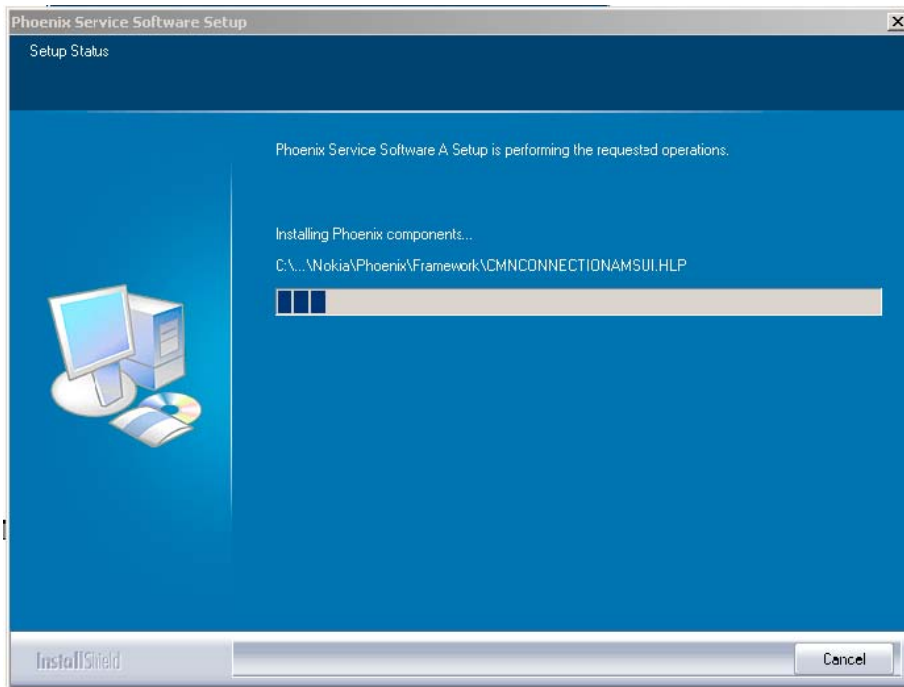 Phoenix Service Software Setup
Setup Status
Phoenix Service Software A Setup is performing the requested operations.
Installing Phoenix components...
C:\...\Nokia\Phoenix\Framework\CMNCONNECTIONAMSUI.HLP
InstallShield
Cancel